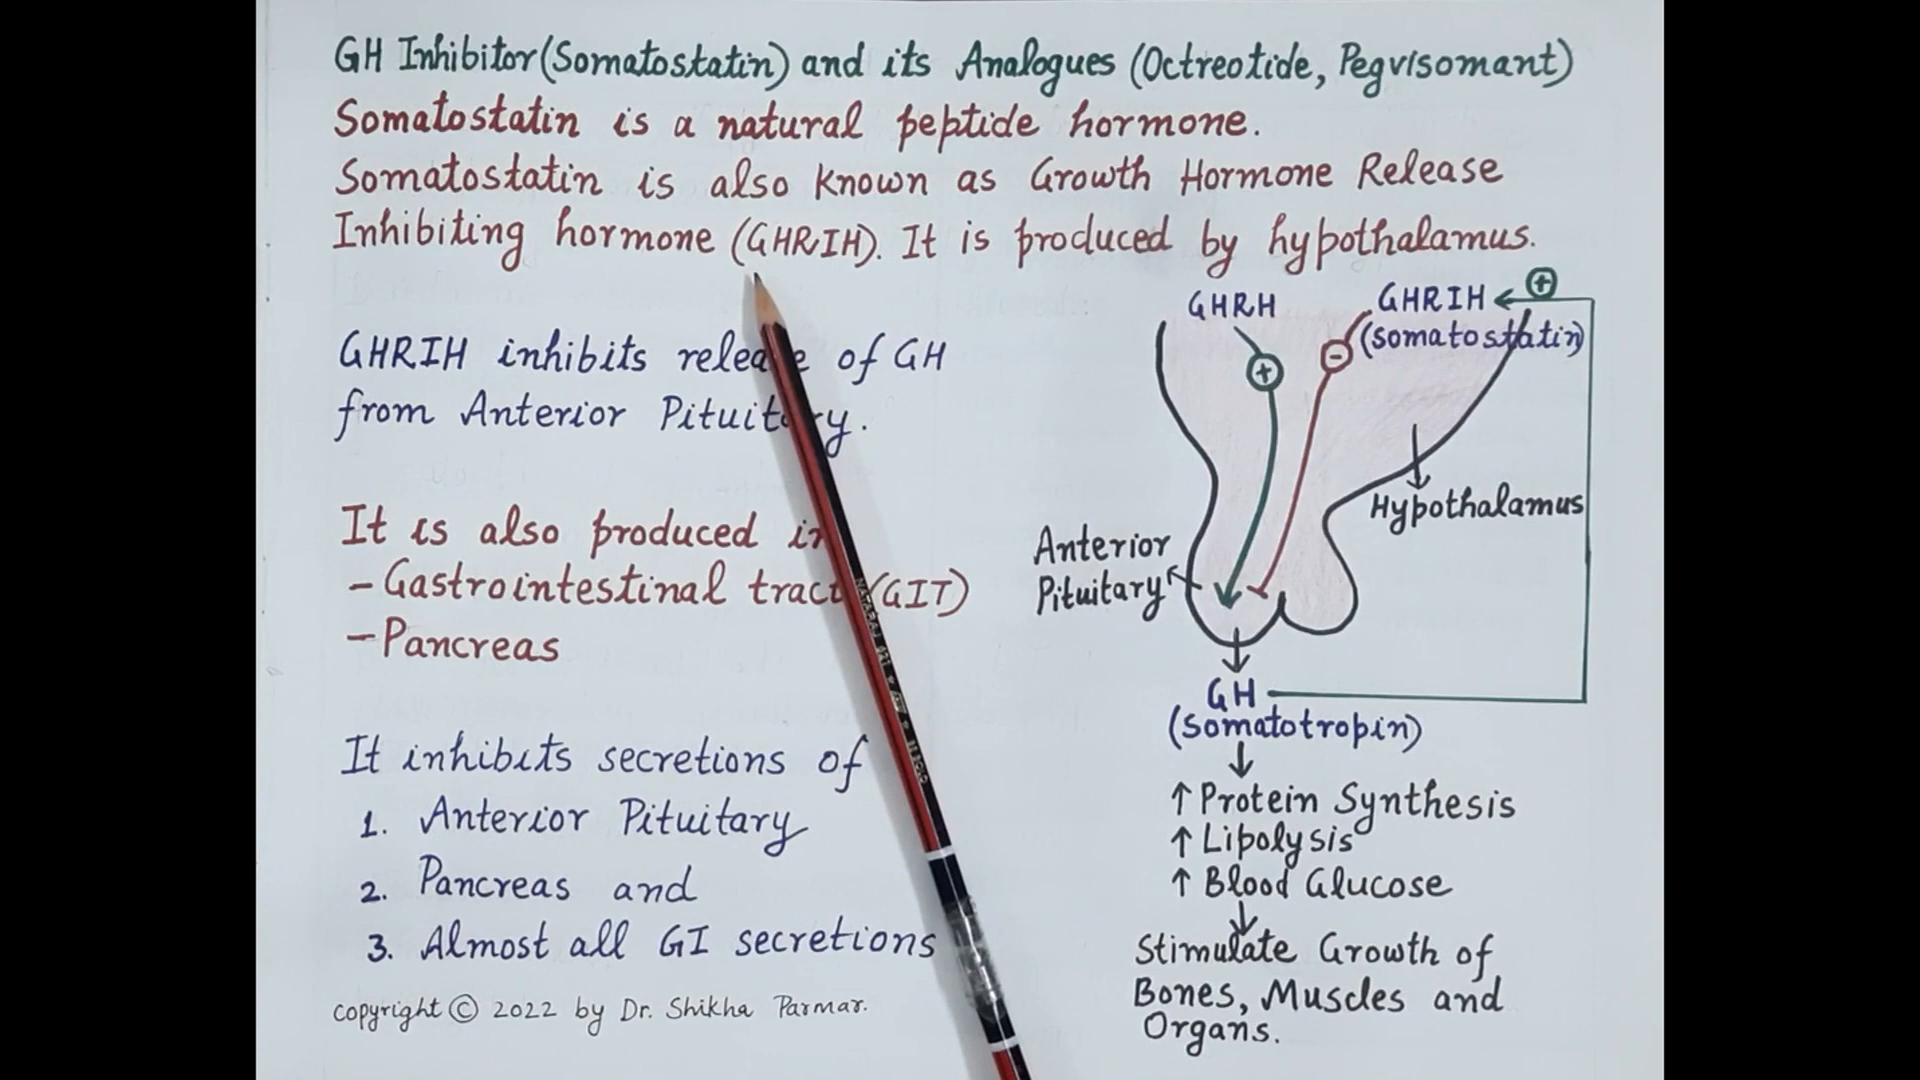 GH Inhibitor(Somatostatin) and its Analogues (Octreotide, Pegvisomant)
Somatostatin is a natural peptide hormone.
Somatostatin is also known as Growth Hormone Release
Inhibiting hormone (GHRIH). It is produced by hypothalamus.
GHRIH inhibits release of GH
from Anterior Pituitary.
It is also produced in
- Gastrointestinal tract (GIT)
- Pancreas
It inhibits secretions of
1. Anterior Pituitary
2. Pancreas and
3. Almost all GI secretions
copyright © 2022 by Dr. Shikha Parmar.
GHRH
GHRIH
(somatostatin)
+
+
-
Hypothalamus
Anterior
Pituitary
GH
(Somatotropin)
↑ Protein Synthesis
↑ Lipolysis
↑ Blood Glucose
Stimulate Growth of
Bones, Muscles and
Organs.
NATARAJ 621